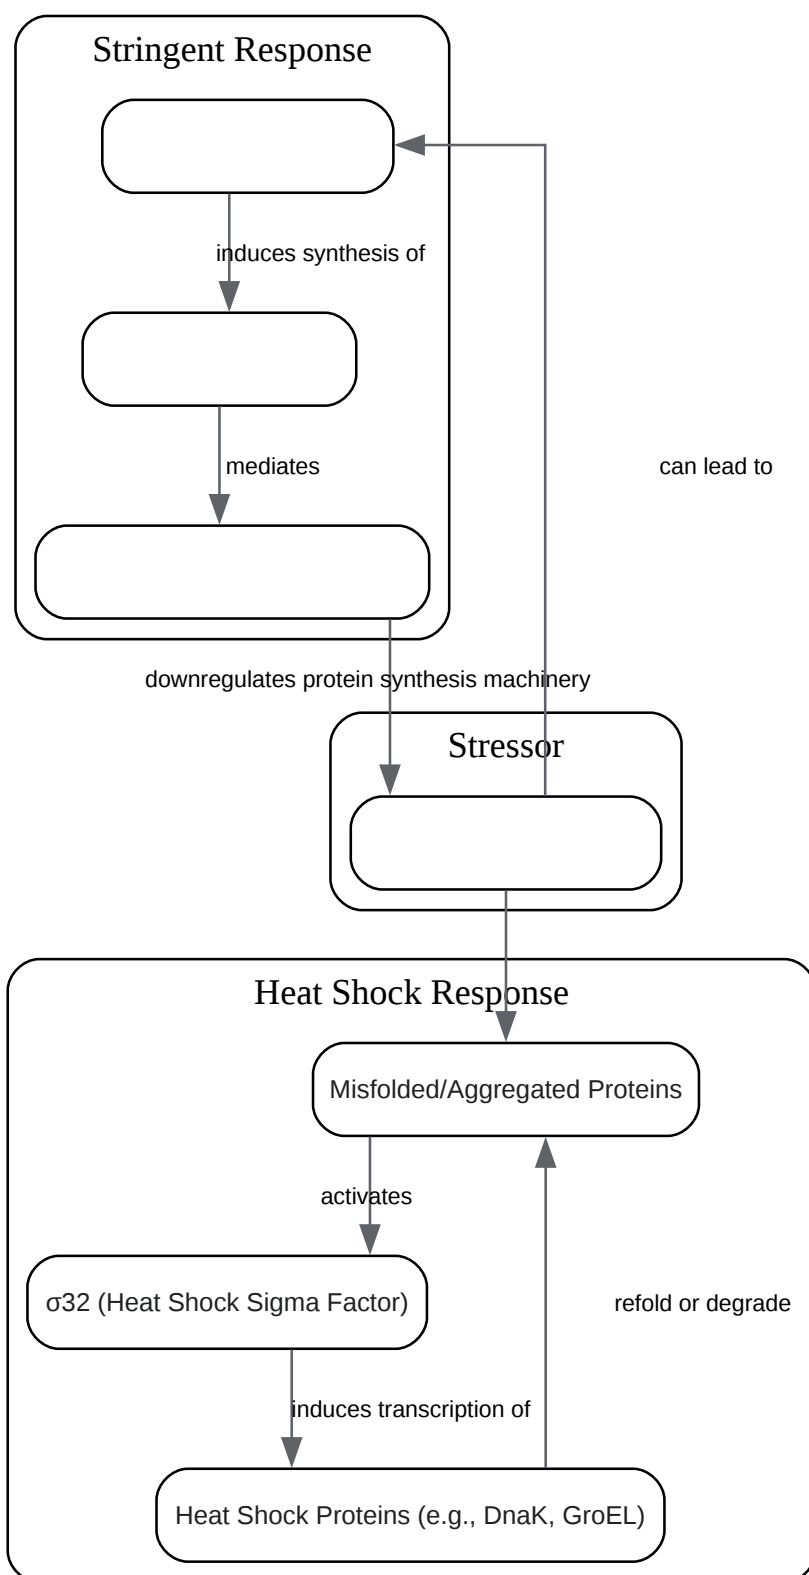 Stringent Response
induces synthesis of
mediates
can lead to
downregulates protein synthesis machinery
Stressor
Heat Shock Response
Misfolded/Aggregated Proteins
activates
σ32 (Heat Shock Sigma Factor)
refold or degrade
induces transcription of
Heat Shock Proteins (e.g., DnaK, GroEL)